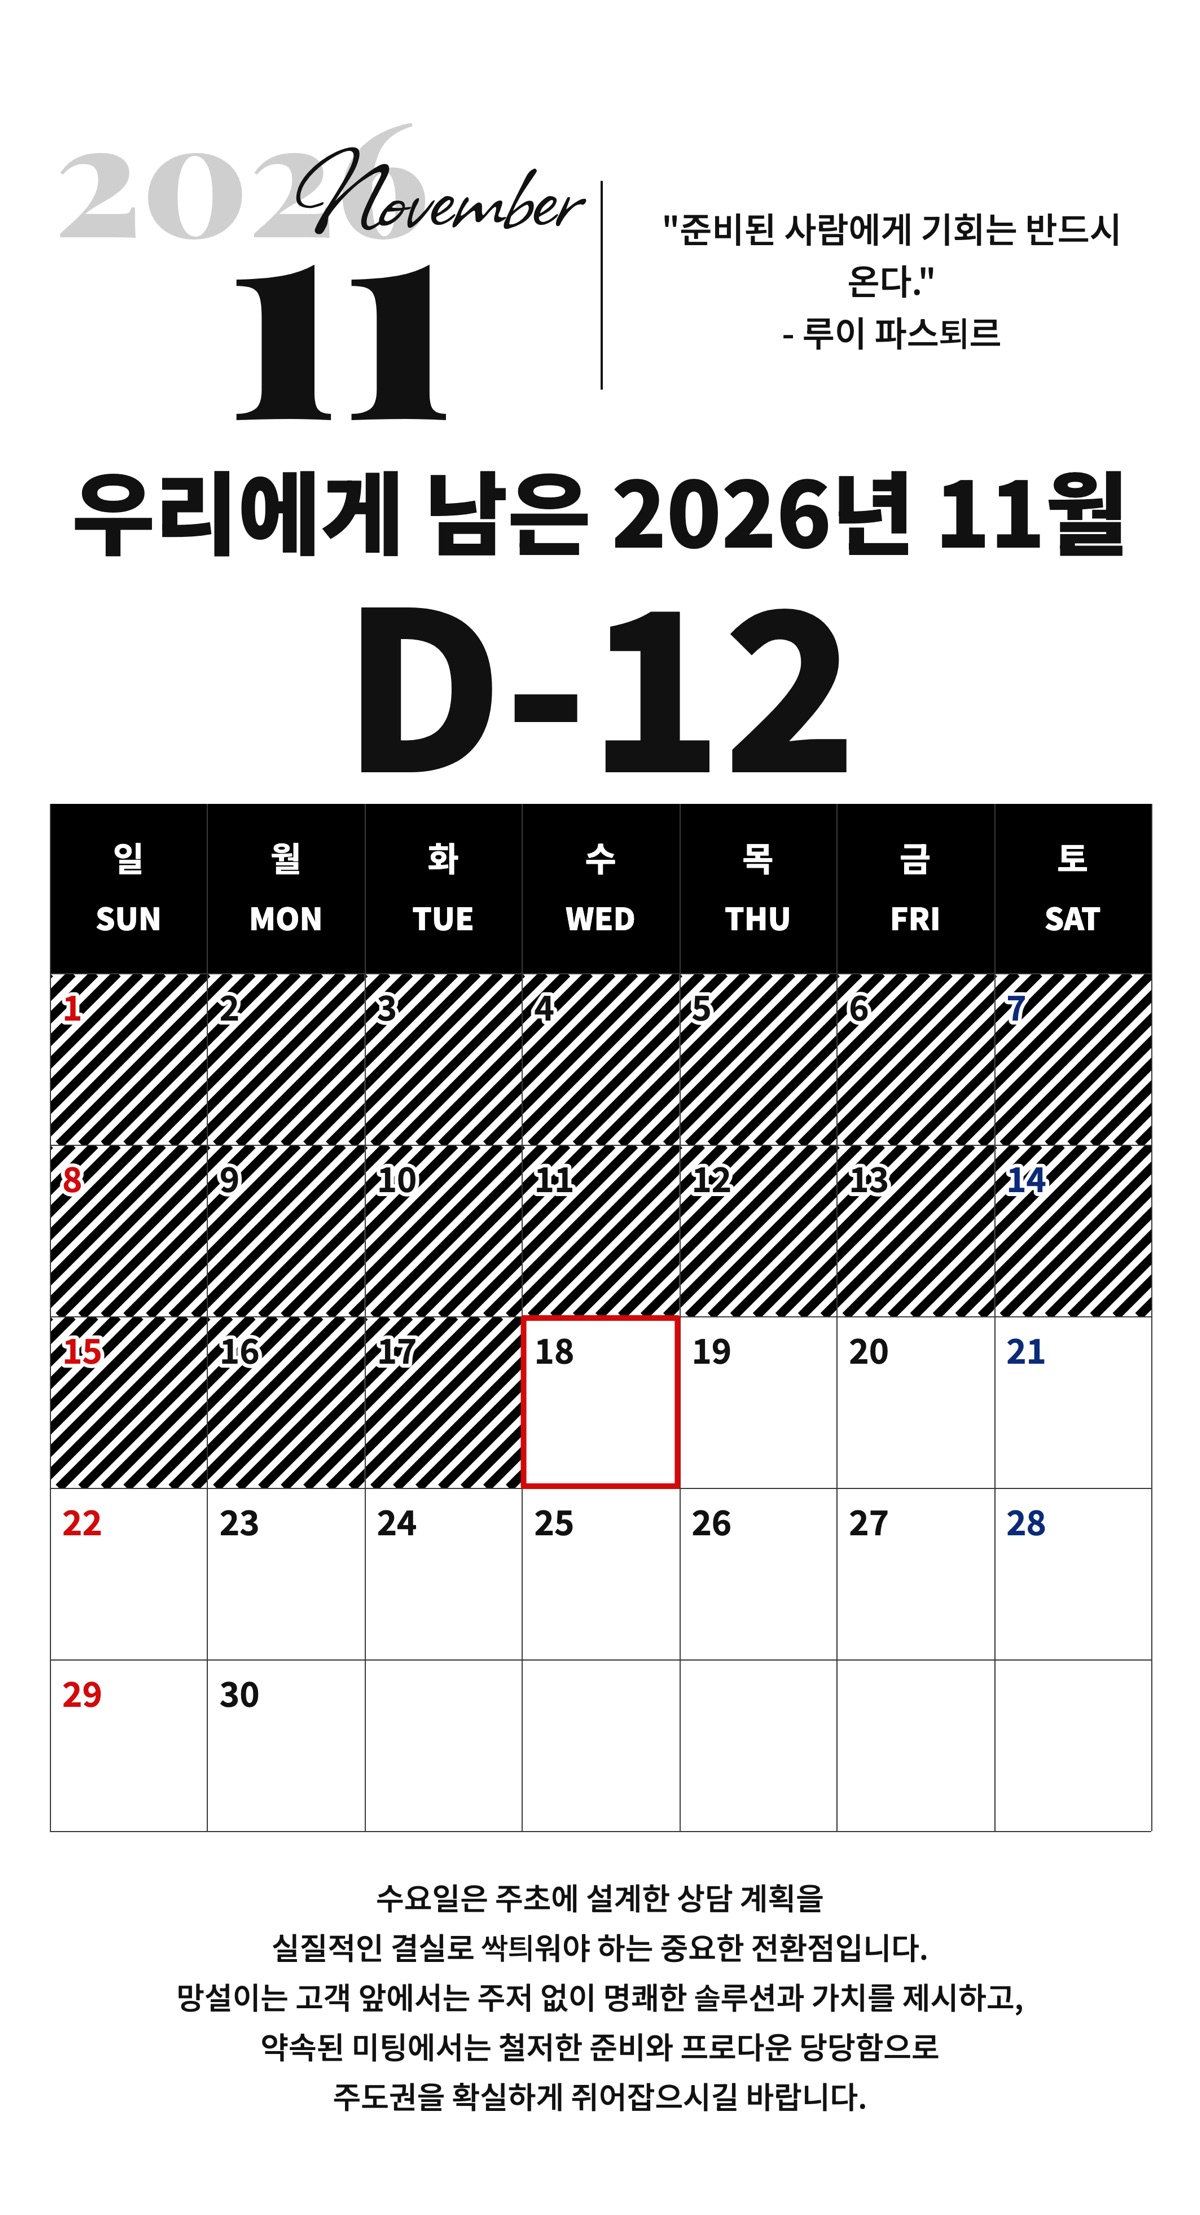 2026
November
11
"준비된 사람에게 기회는 반드시
온다."
- 루이 파스퇴르
우리에게 남은 2026년 11월
D-12
일 월 화 수 목 금 토
SUN MON TUE WED THU FRI SAT
1 2 3 4 5 6 7
8 9 10 11 12 13 14
15 16 17 18 19 20 21
22 23 24 25 26 27 28
29 30
수요일은 주초에 설계한 상담 계획을
실질적인 결실로 싹틔워야 하는 중요한 전환점입니다.
망설이는 고객 앞에서는 주저 없이 명쾌한 솔루션과 가치를 제시하고,
약속된 미팅에서는 철저한 준비와 프로다운 당당함으로
주도권을 확실하게 쥐어잡으시길 바랍니다.